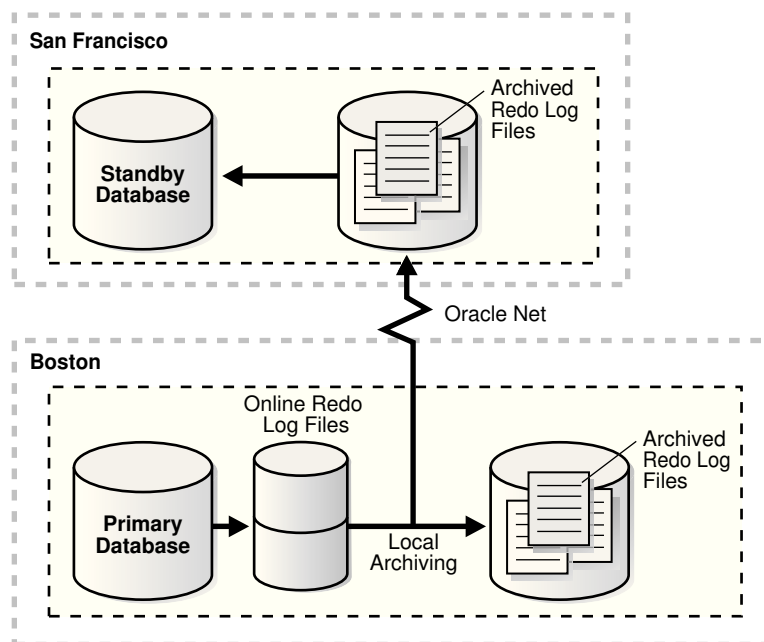 San Francisco
Archived
Redo Log
Files
Standby
Database
Oracle Net
Boston
Online Redo
Log Files
Archived
Redo Log
Files
Primary
Database
Local
Archiving